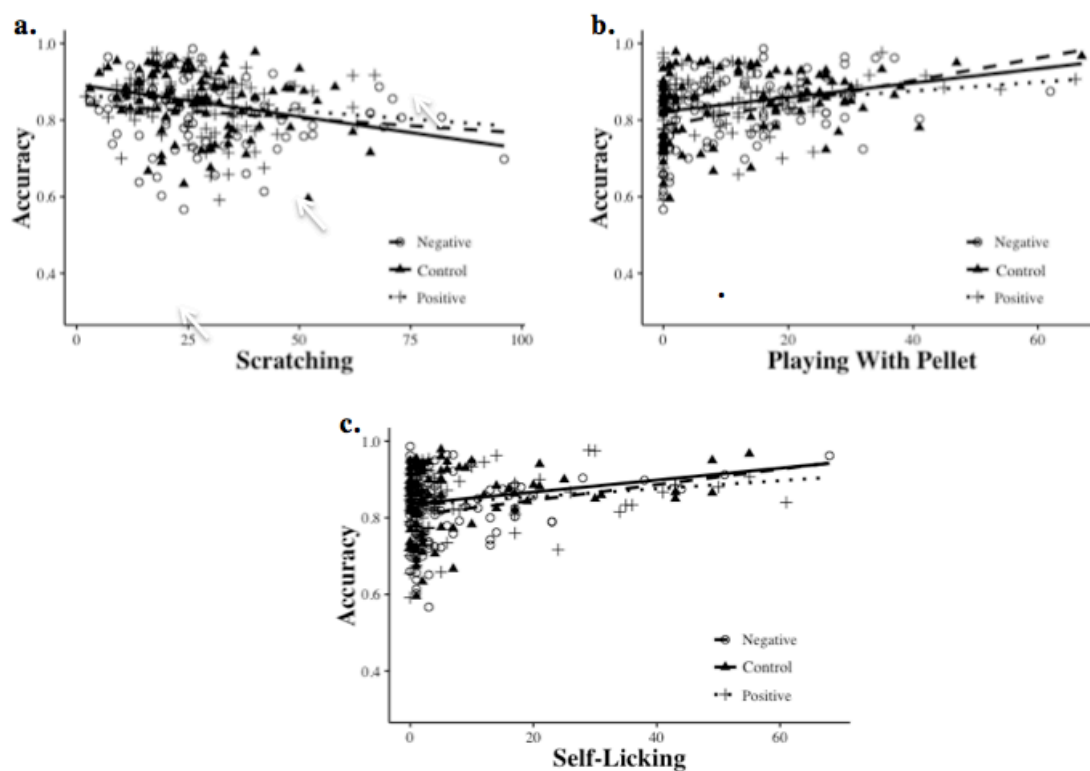 a.
Accuracy
1.0
0.8
0.6
0.4
0
25
50
75
100
Scratching
Negative
Control
Positive
b.
Accuracy
1.0
0.8
0.6
0.4
0
20
40
60
Playing With Pellet
Negative
Control
Positive
c.
Accuracy
1.0
0.8
0.6
0.4
0
20
40
60
Self-Licking
Negative
Control
Positive